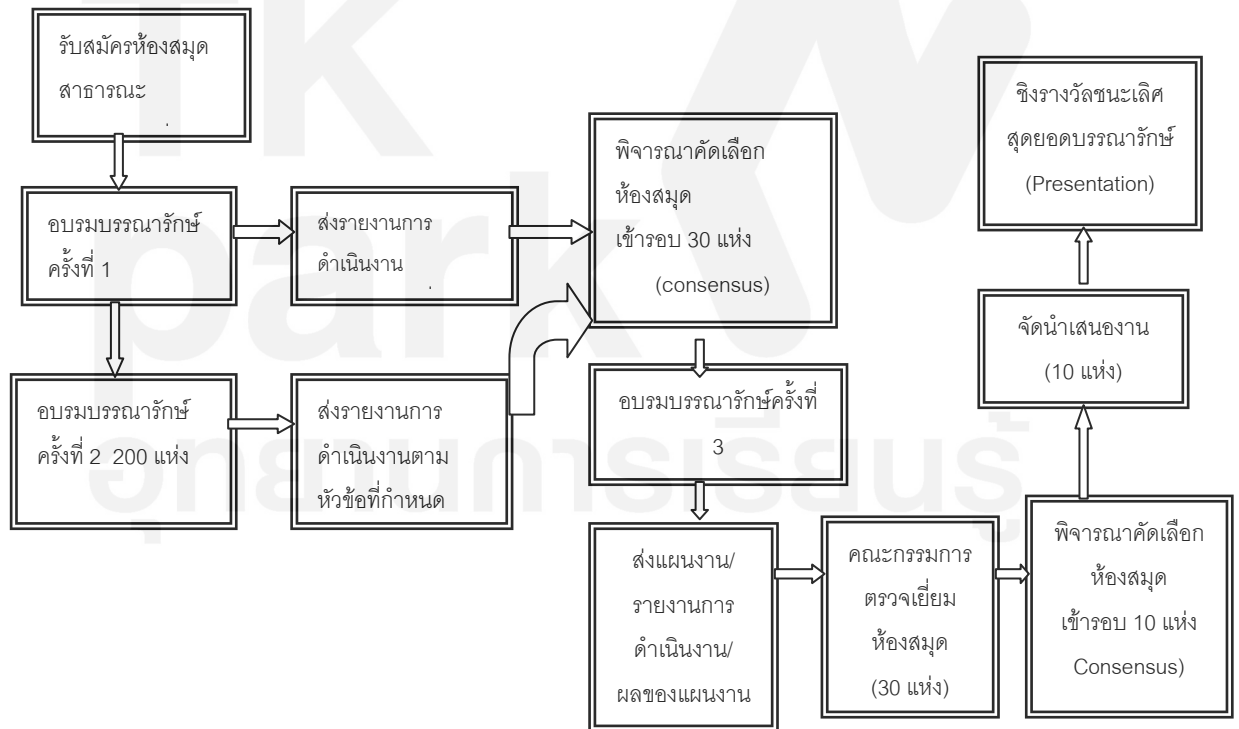 รับสมัครห้องสมุด
สาธารณะ
อบรมบรรณารักษ์
ครั้งที่ 1
ส่งรายงานการ
ดำเนินงาน
อบรมบรรณารักษ์
ครั้งที่ 2 200 แห่ง
ส่งรายงานการ
ดำเนินงานตาม
หัวข้อที่กำหนด
พิจารณาคัดเลือก
ห้องสมุด
เข้ารอบ 30 แห่ง
(consensus)
อบรมบรรณารักษ์ครั้งที่
3
ส่งแผนงาน/
รายงานการ
ดำเนินงาน/
ผลของแผนงาน
คณะกรรมการ
ตรวจเยี่ยม
ห้องสมุด
(30 แห่ง)
พิจารณาคัดเลือก
ห้องสมุด
เข้ารอบ 10 แห่ง
Consensus)
จัดนำเสนองาน
(10 แห่ง)
ชิงรางวัลชนะเลิศ
สุดยอดบรรณารักษ์
(Presentation)
TK
park
อุทยานการเรียนรู้